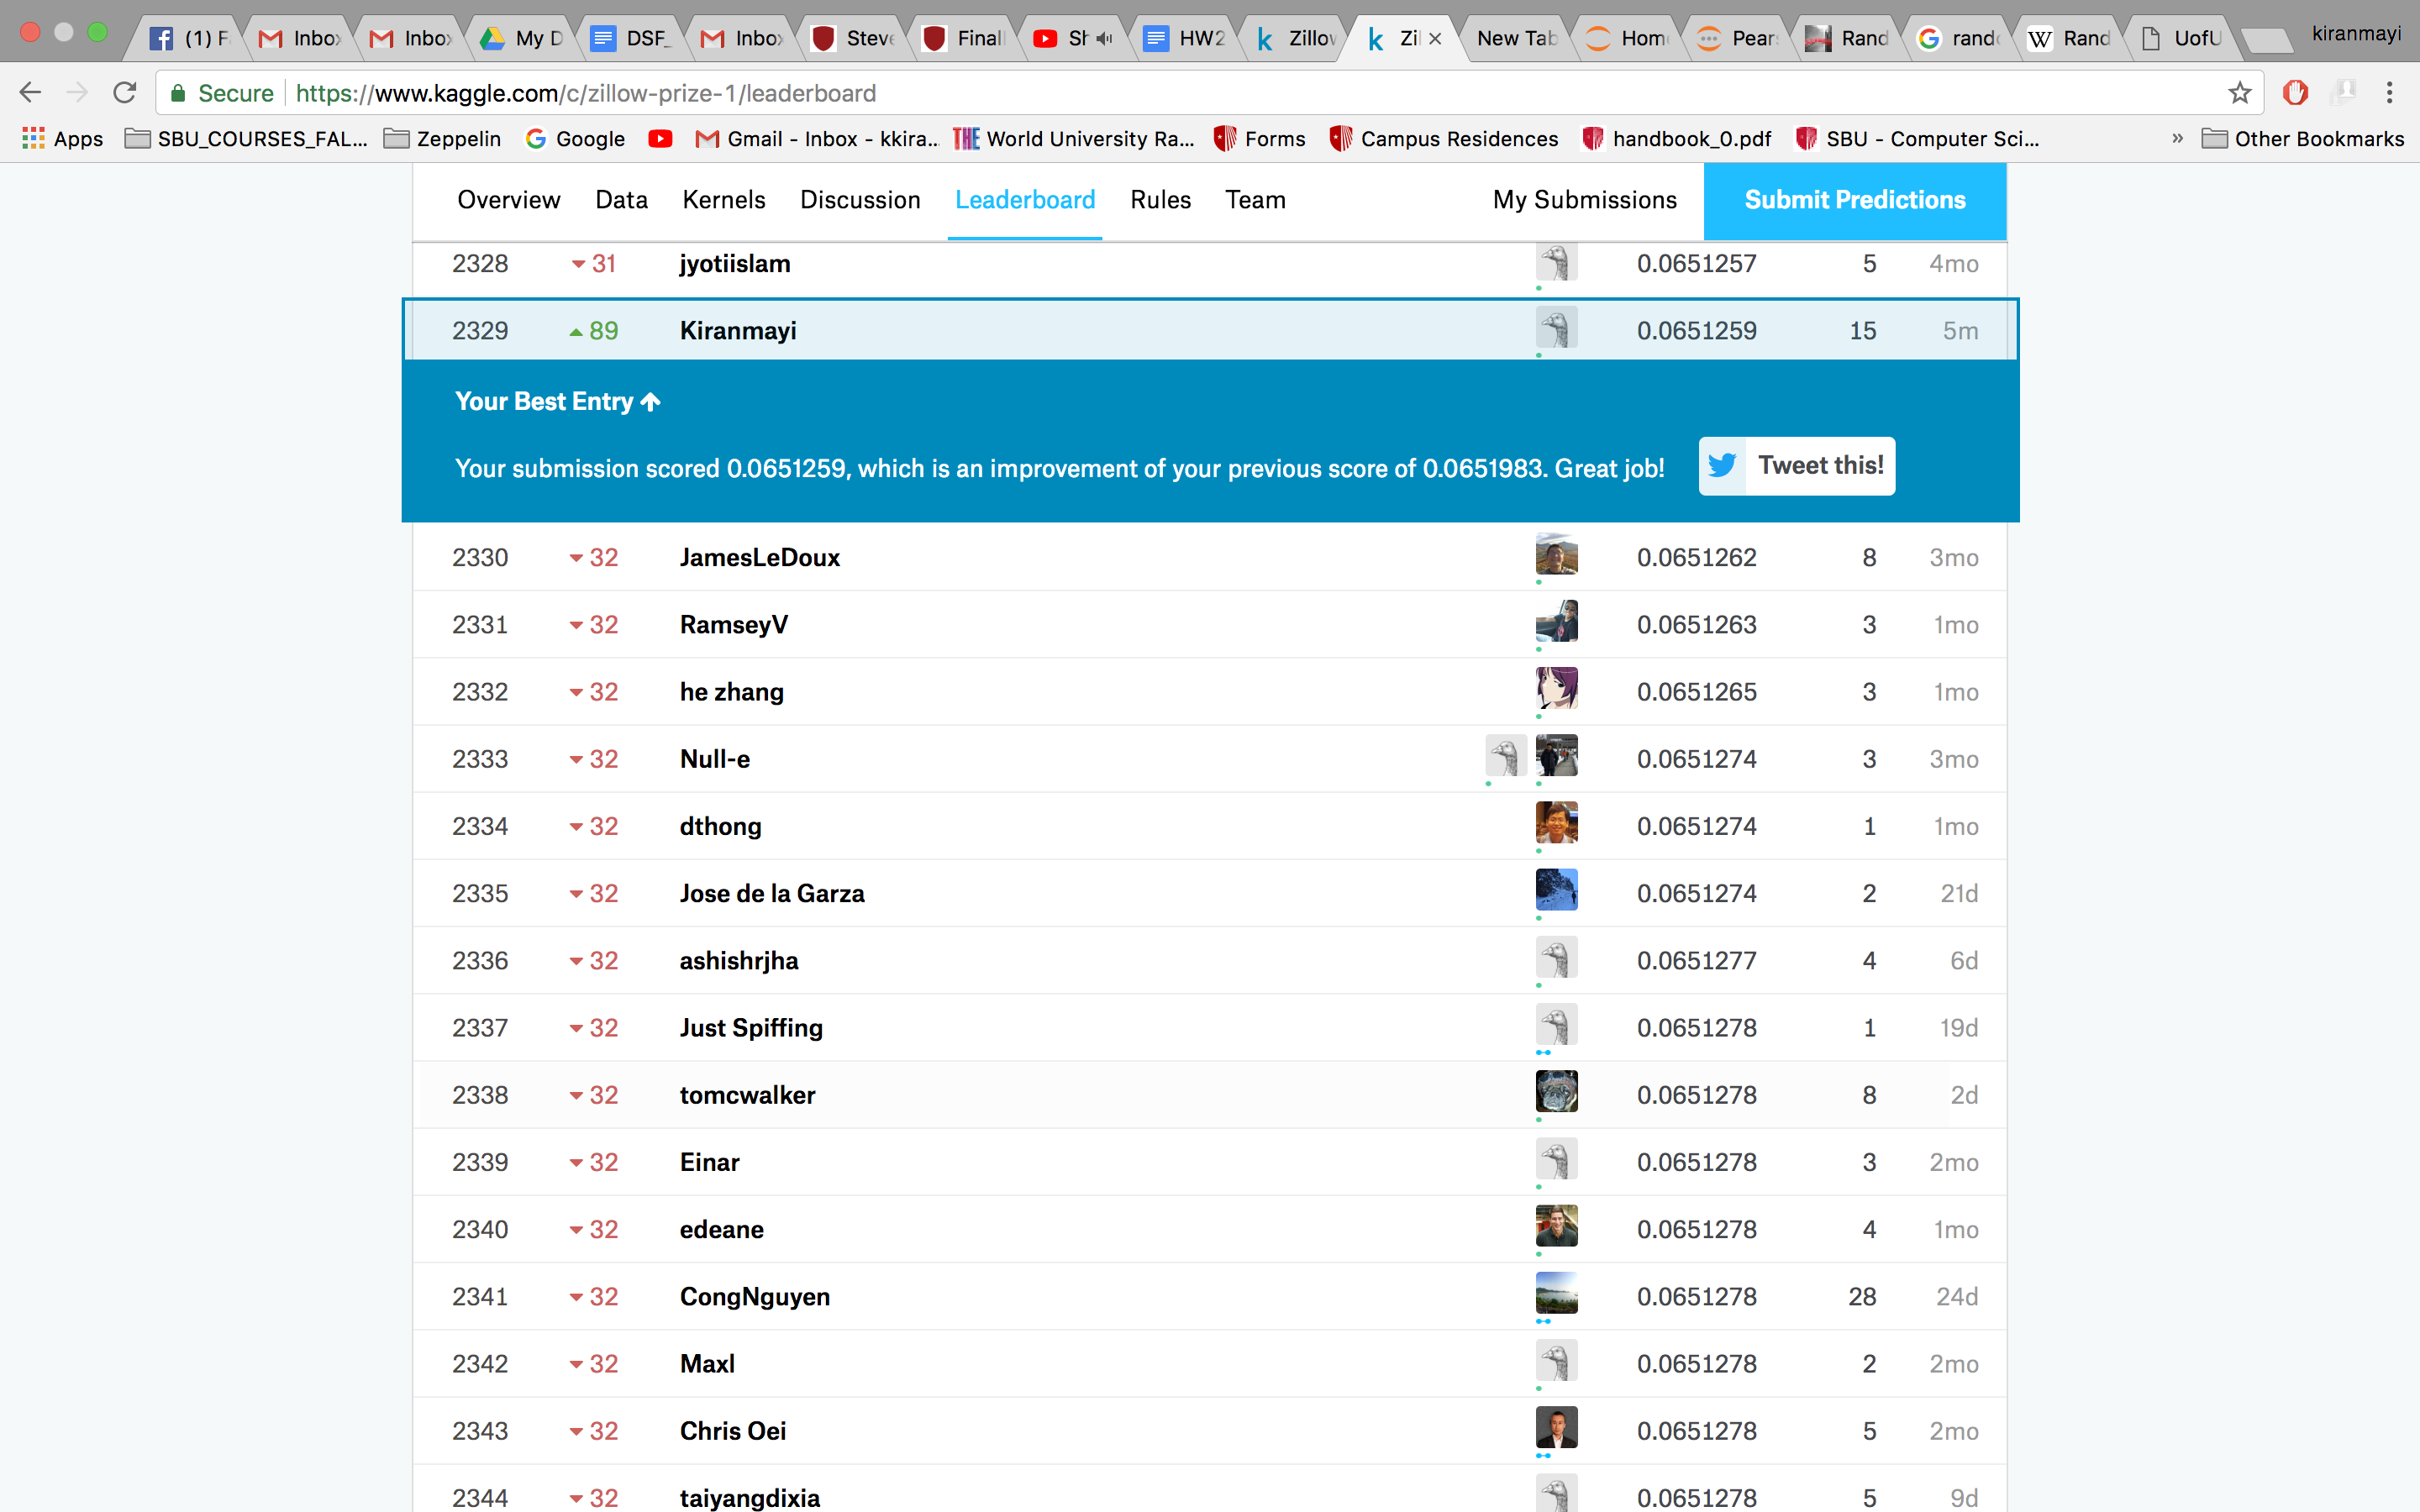 (1) F
Inbo
Inbo
My D
DSF_
Inbo
Steve
Final
Sh
HW2
Zillo
Zil
New Tab
Hom
Pear
Rand
rand
Rand
UofU
kiranmayi
Secure https://www.kaggle.com/c/zillow-prize-1/leaderboard
Apps SBU_COURSES_FAL... Zeppelin Google Gmail - Inbox - kkira... THE World University Ra... Forms Campus Residences handbook_0.pdf SBU - Computer Sci... » Other Bookmarks
Overview Data Kernels Discussion Leaderboard Rules Team My Submissions Submit Predictions
2328 31 jyotiislam 0.0651257 5 4mo
2329 89 Kiranmayi 0.0651259 15 5m
Your Best Entry
Your submission scored 0.0651259, which is an improvement of your previous score of 0.0651983. Great job! Tweet this!
2330 32 JamesLeDoux 0.0651262 8 3mo
2331 32 RamseyV 0.0651263 3 1mo
2332 32 he zhang 0.0651265 3 1mo
2333 32 Null-e 0.0651274 3 3mo
2334 32 dthong 0.0651274 1 1mo
2335 32 Jose de la Garza 0.0651274 2 21d
2336 32 ashishrjha 0.0651277 4 6d
2337 32 Just Spiffing 0.0651278 1 19d
2338 32 tomcwalker 0.0651278 8 2d
2339 32 Einar 0.0651278 3 2mo
2340 32 edeane 0.0651278 4 1mo
2341 32 CongNguyen 0.0651278 28 24d
2342 32 Maxl 0.0651278 2 2mo
2343 32 Chris Oei 0.0651278 5 2mo
2344 32 taiyangdixia 0.0651278 5 9d